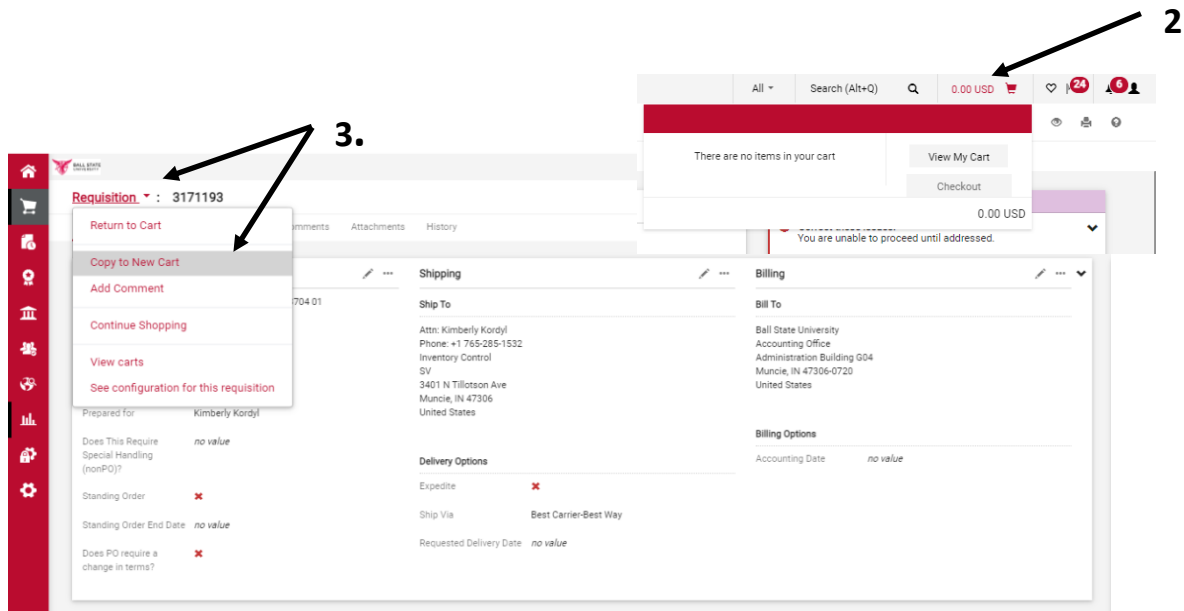 2
All
Search (Alt+Q)
0.00 USD
24
6
There are no items in your cart
View My Cart
Checkout
0.00 USD
You are unable to proceed until addressed.
3.
BALL STATE
UNIVERSITY
Requisition : 3171193
Return to Cart
Copy to New Cart
Add Comment
Continue Shopping
View carts
See configuration for this requisition
Attachments
History
704 01
Prepared for Kimberly Kordyl
Does This Require no value
Special Handling
(nonPO)?
Standing Order
Standing Order End Date no value
Does PO require a
change in terms?
Shipping
Ship To
Attn: Kimberly Kordyl
Phone: +1 765-285-1532
Inventory Control
SV
3401 N Tillotson Ave
Muncie, IN 47306
United States
Delivery Options
Expedite
Ship Via Best Carrier-Best Way
Requested Delivery Date no value
Billing
Bill To
Ball State University
Accounting Office
Administration Building G04
Muncie, IN 47306-0720
United States
Billing Options
Accounting Date no value